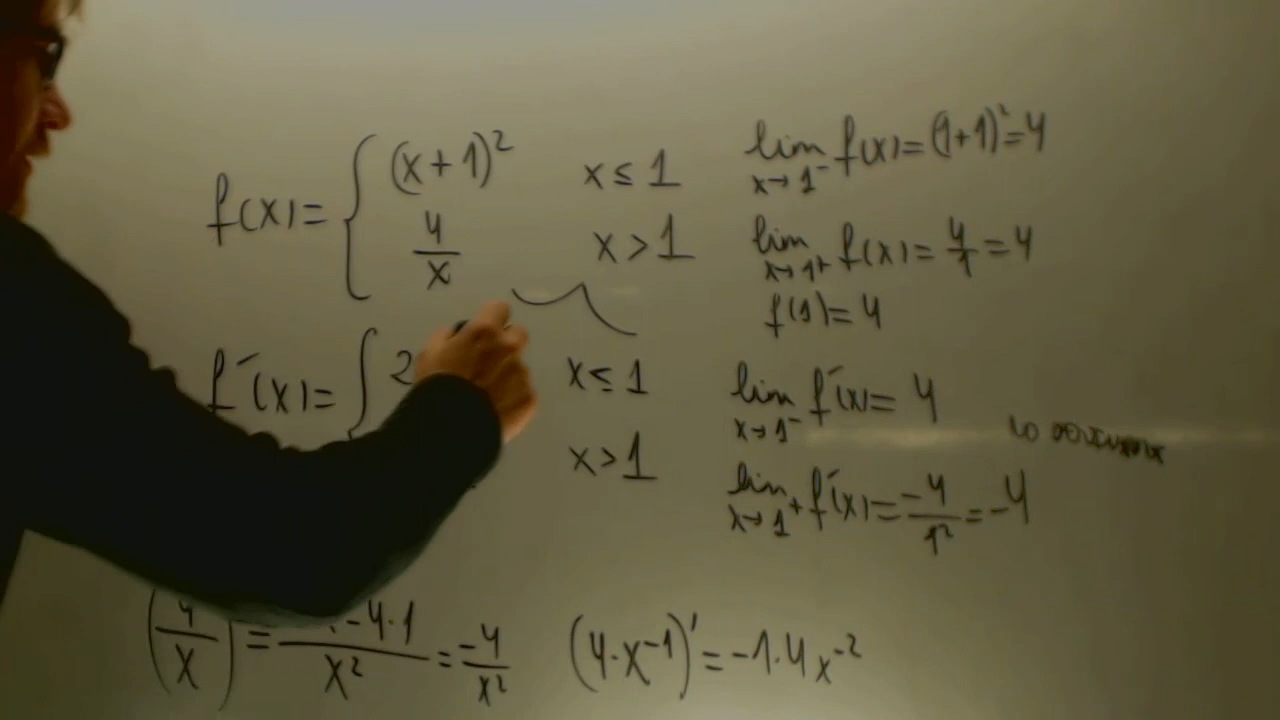 f(x)= { (x+1)² x≤1
4/x x>1
lim x→1⁻ f(x)=(1+1)²=4
lim x→1⁺ f(x)=4/1=4
f(1)=4
f´(x)= { 2 x≤1
x>1
lim x→1⁻ f´(x)= 4
lim x→1⁺ f´(x)=-4/1²=-4
(4/x) = -4·1/x² = -4/x²
(4·x⁻¹)'=-1·4x⁻²